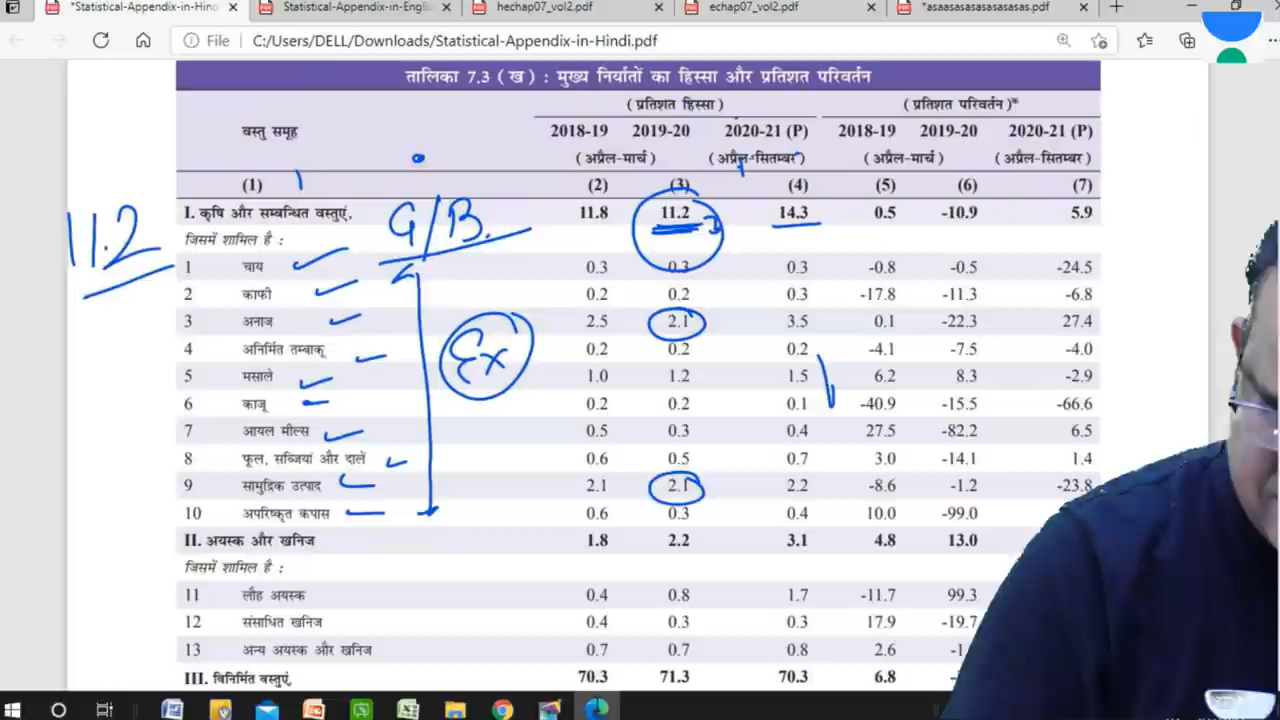 *Statistical-Appendix-in-Hindi Statistical-Appendix-in-Engl hechap07_vol2.pdf echap07_vol2.pdf *asaasasasasasasas.pdf
File C:/Users/DELL/Downloads/Statistical-Appendix-in-Hindi.pdf
तालिका 7.3 ( ख ) : मुख्य निर्यातों का हिस्सा और प्रतिशत परिवर्तन
( प्रतिशत हिस्सा ) ( प्रतिशत परिवर्तन )*
वस्तु समूह 2018-19 2019-20 2020-21 (P) 2018-19 2019-20 2020-21 (P)
( अप्रैल-मार्च ) (अप्रैल-सितम्बर) ( अप्रैल-मार्च ) (अप्रैल-सितम्बर)
(1) (2) (3) (4) (5) (6) (7)
I. कृषि और सम्बन्धित वस्तुएं, 11.8 11.2 14.3 0.5 -10.9 5.9
11.2
G/B.
जिसमें शामिल है :
1 चाय 0.3 0.3 0.3 -0.8 -0.5 -24.5
2 काफी 0.2 0.2 0.3 -17.8 -11.3 -6.8
3 अनाज 2.5 2.1 3.5 0.1 -22.3 27.4
4 अनिर्मित तम्बाकू 0.2 0.2 0.2 -4.1 -7.5 -4.0
Ex
5 मसाले 1.0 1.2 1.5 6.2 8.3 -2.9
6 काजू 0.2 0.2 0.1 -40.9 -15.5 -66.6
7 आयल मील्स 0.5 0.3 0.4 27.5 -82.2 6.5
8 फूल, सब्जियां और दालें 0.6 0.5 0.7 3.0 -14.1 1.4
9 सामुद्रिक उत्पाद 2.1 2.1 2.2 -8.6 -1.2 -23.8
10 अपरिष्कृत कपास 0.6 0.3 0.4 10.0 -99.0
II. अयस्क और खनिज 1.8 2.2 3.1 4.8 13.0
जिसमें शामिल है :
11 लौह अयस्क 0.4 0.8 1.7 -11.7 99.3
12 संसाधित खनिज 0.4 0.3 0.3 17.9 -19.7
13 अन्य अयस्क और खनिज 0.7 0.7 0.8 2.6
III. विनिर्मित वस्तुएं, 70.3 71.3 70.3 6.8